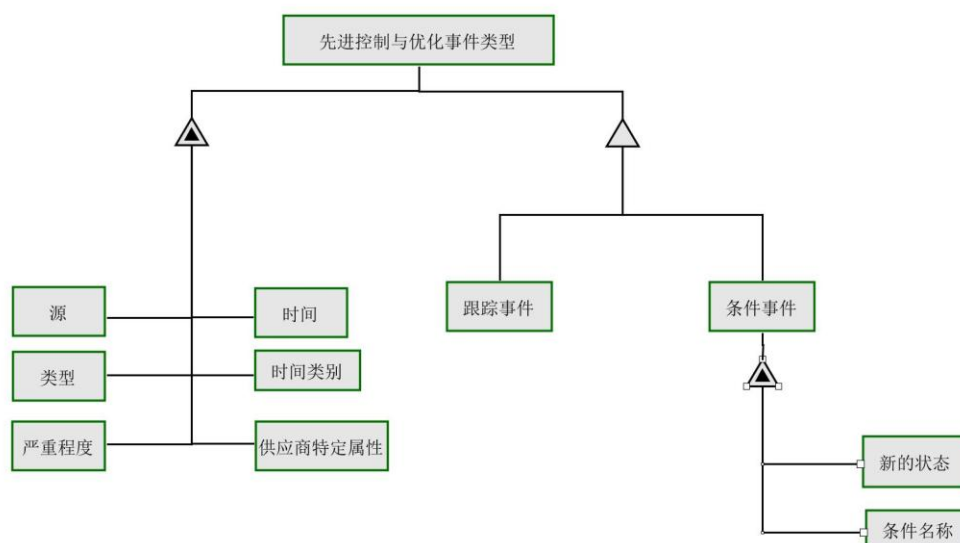 先进控制与优化事件类型
源
时间
跟踪事件
条件事件
类型
时间类别
严重程度
供应商特定属性
新的状态
条件名称